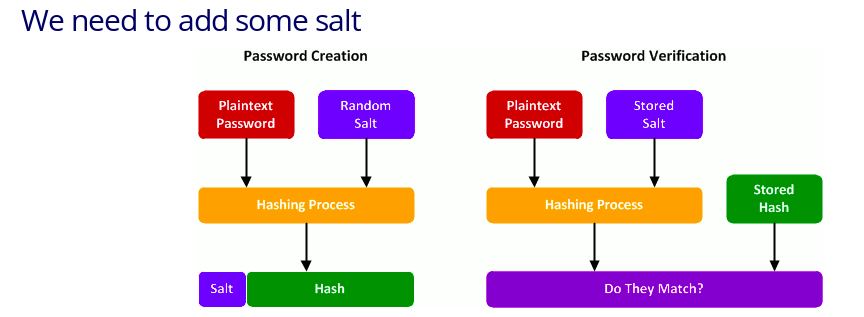 We need to add some salt
Password Creation
Plaintext
Password
Random
Salt
Hashing Process
Salt
Hash
Password Verification
Plaintext
Password
Stored
Salt
Hashing Process
Stored
Hash
Do They Match?